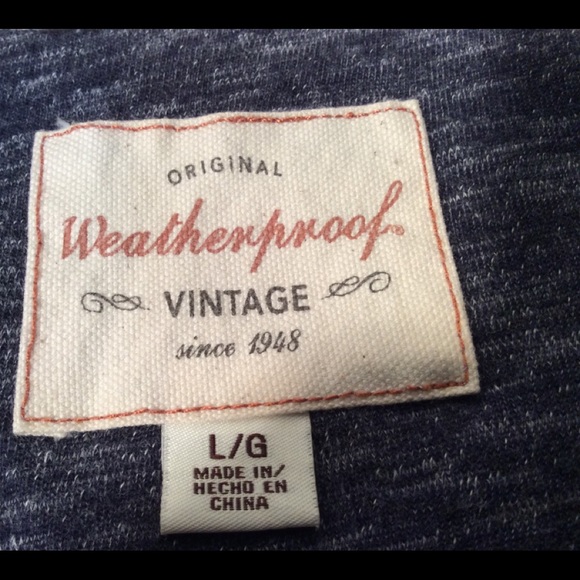 ORIGINAL
Weatherproof®
VINTAGE
since 1948
L/G
MADE IN/
HECHO EN
CHINA